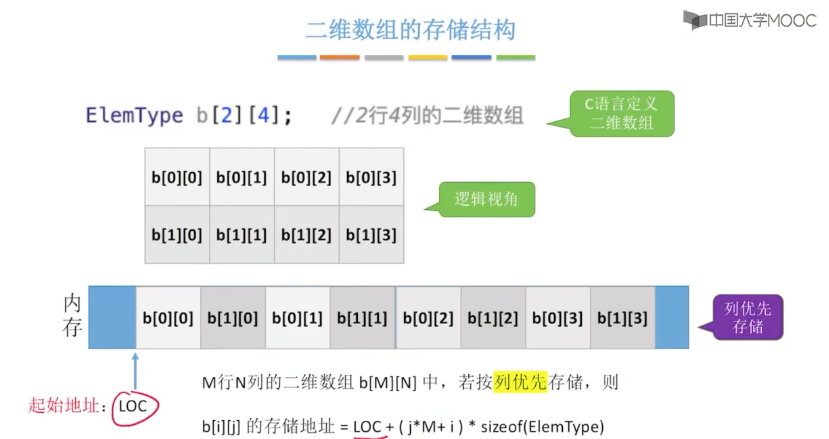 二维数组的存储结构
中国大学MOOC
ElemType b[2][4]; //2行4列的二维数组
C语言定义
二维数组
b[0][0] b[0][1] b[0][2] b[0][3]
b[1][0] b[1][1] b[1][2] b[1][3]
逻辑视角
内
存
b[0][0] b[1][0] b[0][1] b[1][1] b[0][2] b[1][2] b[0][3] b[1][3]
列优先
存储
起始地址：LOC
M行N列的二维数组 b[M][N] 中，若按列优先存储，则
b[i][j] 的存储地址 = LOC + ( j*M+ i ) * sizeof(ElemType)